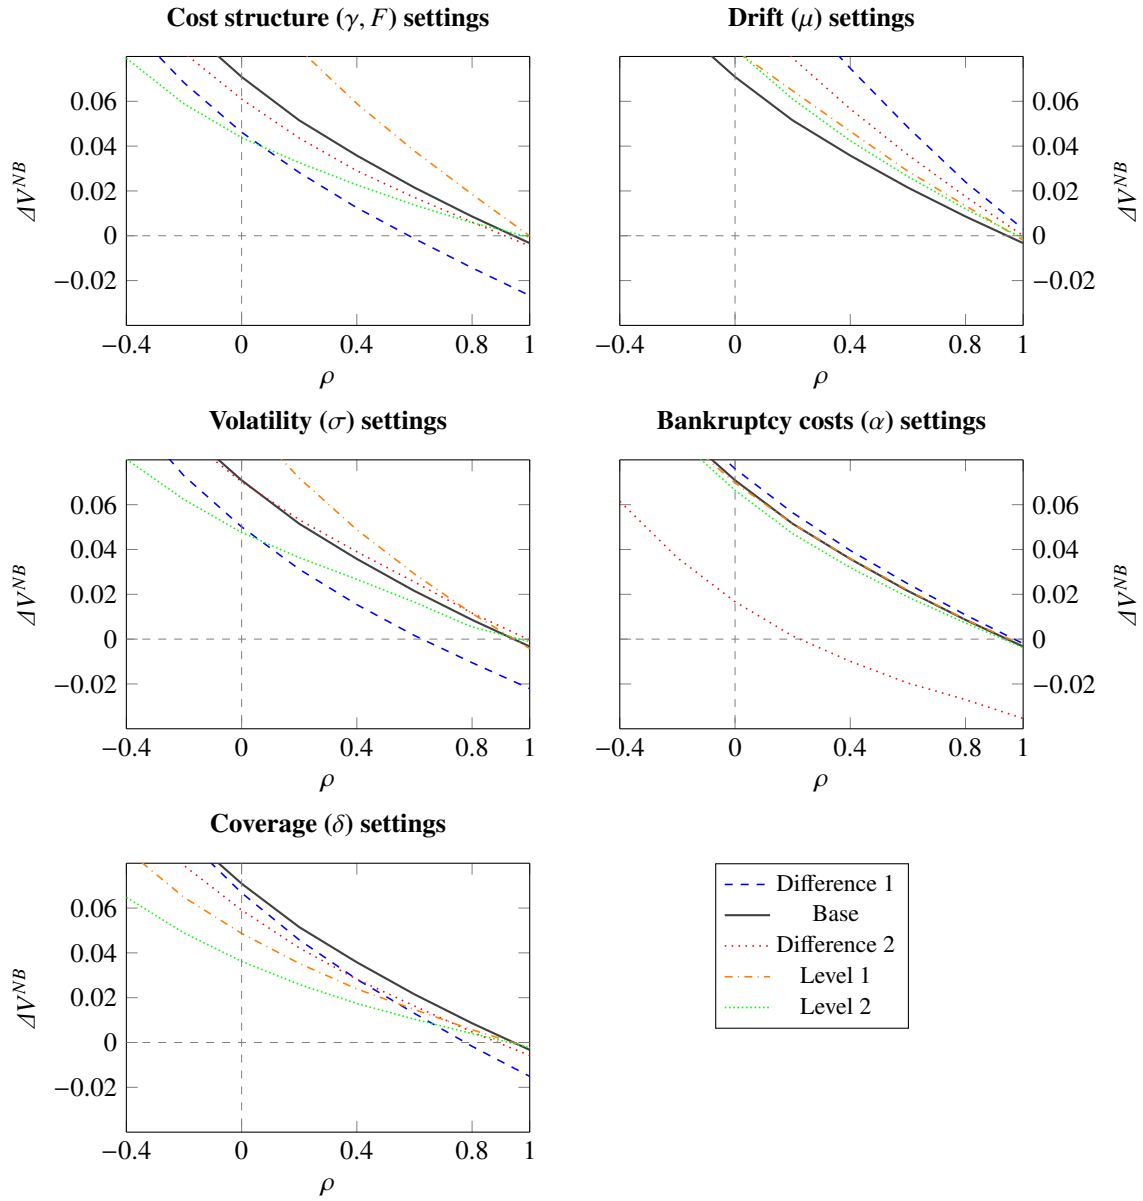 Cost structure (γ, F) settings
Drift (μ) settings
0.06
0.04
0.02
0
−0.02
ΔV^NB
−0.4 0 0.4 0.8 1
ρ
0.06
0.04
0.02
0
−0.02
ΔV^NB
−0.4 0 0.4 0.8 1
ρ
Volatility (σ) settings
Bankruptcy costs (α) settings
0.06
0.04
0.02
0
−0.02
ΔV^NB
−0.4 0 0.4 0.8 1
ρ
0.06
0.04
0.02
0
−0.02
ΔV^NB
−0.4 0 0.4 0.8 1
ρ
Coverage (δ) settings
0.06
0.04
0.02
0
−0.02
ΔV^NB
−0.4 0 0.4 0.8 1
ρ
Difference 1
Base
Difference 2
Level 1
Level 2